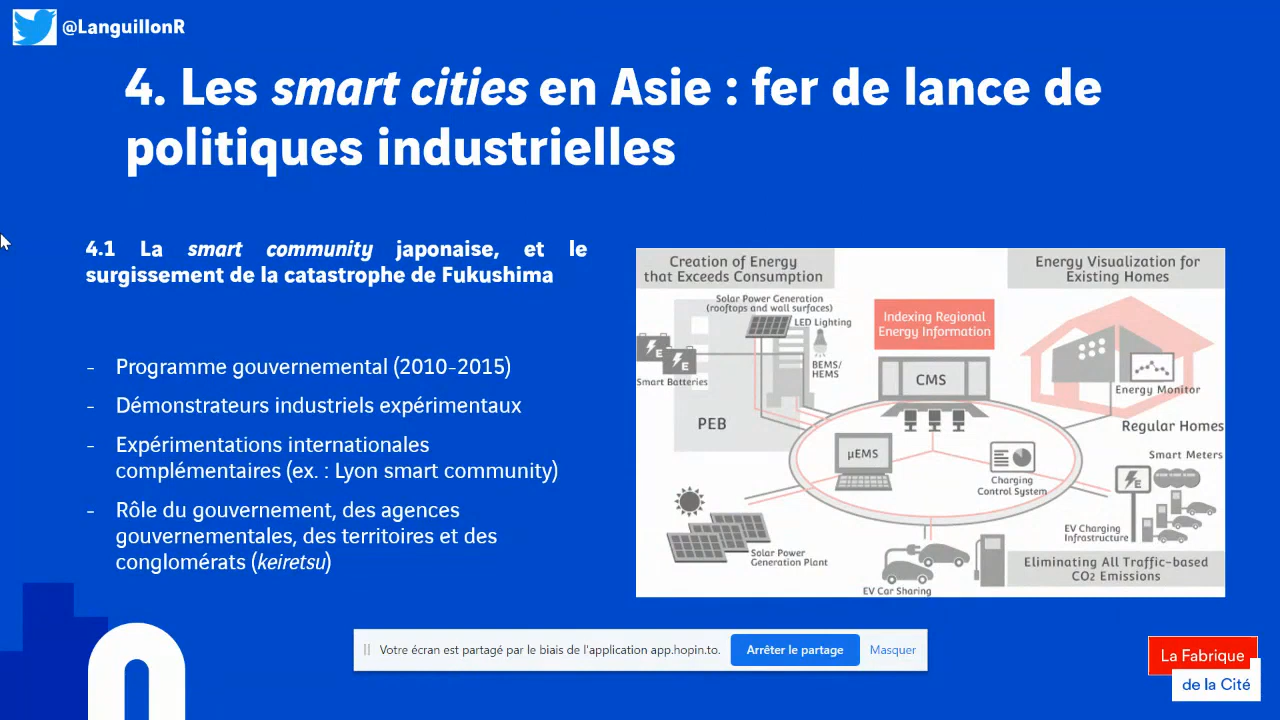 @LanguillonR
4. Les smart cities en Asie : fer de lance de
politiques industrielles
4.1 La smart community japonaise, et le
surgissement de la catastrophe de Fukushima
- Programme gouvernemental (2010-2015)
- Démonstrateurs industriels expérimentaux
- Expérimentations internationales
complémentaires (ex. : Lyon smart community)
- Rôle du gouvernement, des agences
gouvernementales, des territoires et des
conglomérats (keiretsu)
Creation of Energy
that Exceeds Consumption
Energy Visualization for
Existing Homes
Solar Power Generation
(rooftops and wall surfaces)
LED Lighting
Indexing Regional
Energy Information
BEMS/
HEMS
Smart Batteries
CMS
Energy Monitor
PEB
Regular Homes
µEMS
Smart Meters
Charging
Control System
E
E
E
EV Charging
Infrastructure
Solar Power
Generation Plant
Eliminating All Traffic-based
CO2 Emissions
EV Car Sharing
Votre écran est partagé par le biais de l'application app.hopin.to.
Arrêter le partage
Masquer
La Fabrique
de la Cité